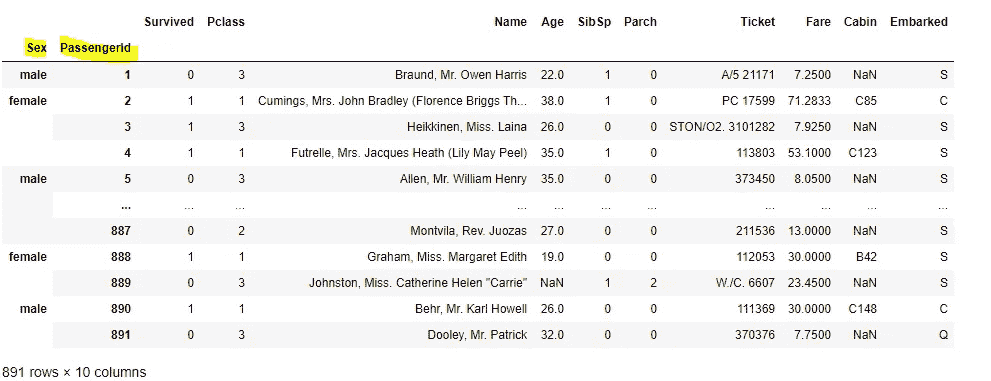 Survived Pclass Name Age SibSp Parch Ticket Fare Cabin Embarked
Sex PassengerId
male 1 0 3 Braund, Mr. Owen Harris 22.0 1 0 A/5 21171 7.2500 NaN S
female 2 1 1 Cumings, Mrs. John Bradley (Florence Briggs Th... 38.0 1 0 PC 17599 71.2833 C85 C
3 1 3 Heikkinen, Miss. Laina 26.0 0 0 STON/O2. 3101282 7.9250 NaN S
4 1 1 Futrelle, Mrs. Jacques Heath (Lily May Peel) 35.0 1 0 113803 53.1000 C123 S
male 5 0 3 Allen, Mr. William Henry 35.0 0 0 373450 8.0500 NaN S
... ... ... ... ... ... ... ... ... ... ...
887 0 2 Montvila, Rev. Juozas 27.0 0 0 211536 13.0000 NaN S
female 888 1 1 Graham, Miss. Margaret Edith 19.0 0 0 112053 30.0000 B42 S
889 0 3 Johnston, Miss. Catherine Helen "Carrie" NaN 1 2 W./C. 6607 23.4500 NaN S
male 890 1 1 Behr, Mr. Karl Howell 26.0 0 0 111369 30.0000 C148 C
891 0 3 Dooley, Mr. Patrick 32.0 0 0 370376 7.7500 NaN Q
891 rows × 10 columns